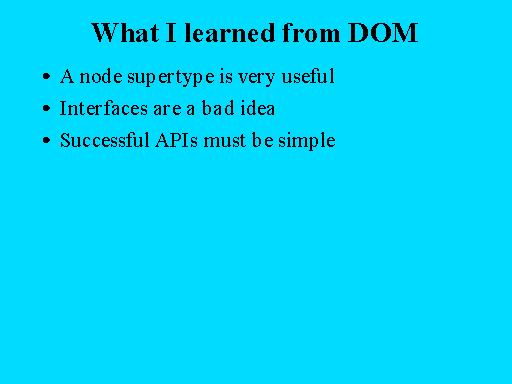 What I learned from DOM
• A node supertype is very useful
• Interfaces are a bad idea
• Successful APIs must be simple